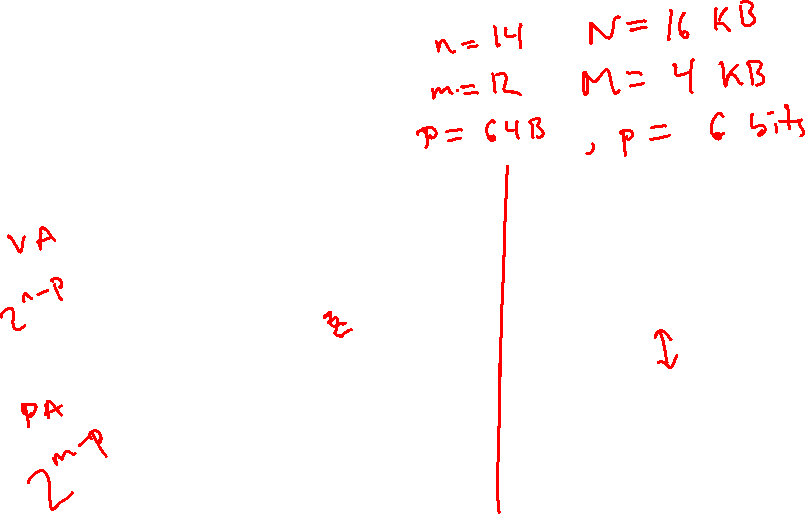 n = 14 N = 16 KB
m = 12 M = 4 KB
P = 64B , p = 6 bits
VA
2^n-p
PA
2^m-p